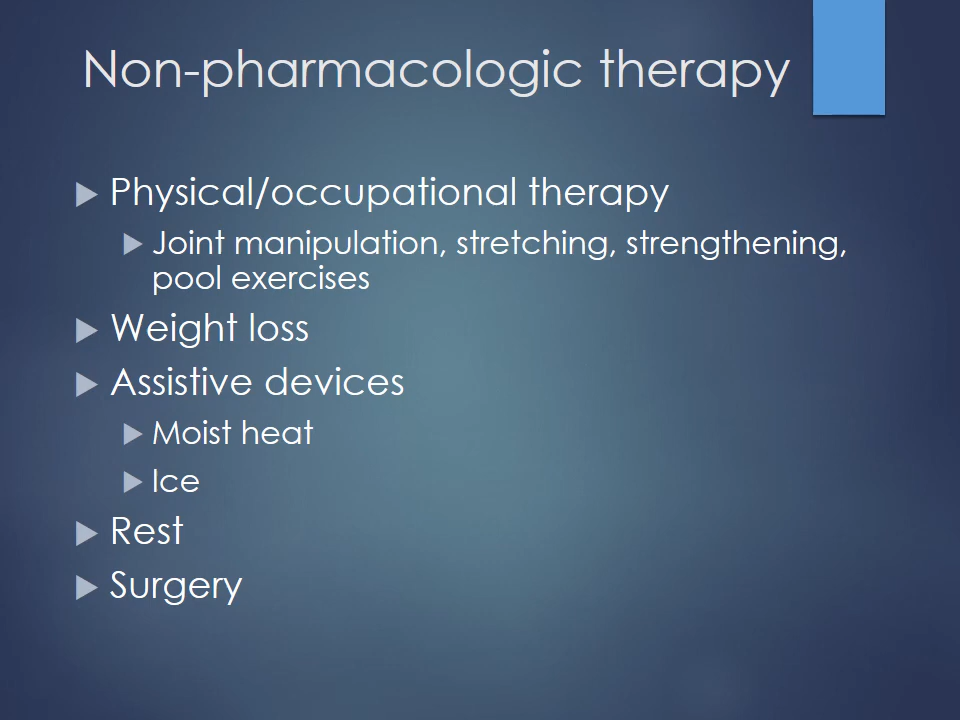 Non-pharmacologic therapy
Physical/occupational therapy
Joint manipulation, stretching, strengthening,
pool exercises
Weight loss
Assistive devices
Moist heat
Ice
Rest
Surgery